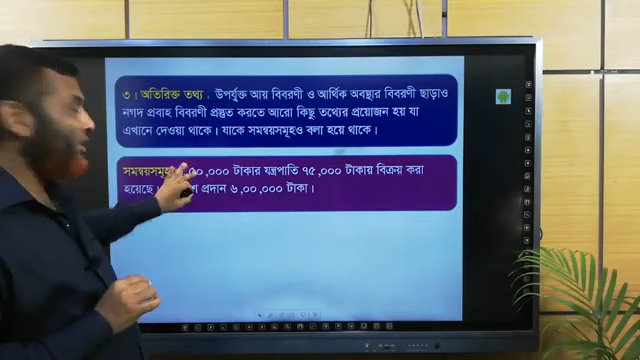 ৩। অতিরিক্ত তথ্য : উপর্যুক্ত আয় বিবরণী ও আর্থিক অবস্থার বিবরণী ছাড়াও
নগদ প্রবাহ বিবরণী প্রস্তুত করতে আরো কিছু তথ্যের প্রয়োজন হয় যা
এখানে দেওয়া থাকে। যাকে সমন্বয়সমূহও বলা হয়ে থাকে।
সমন্বয়সমূহ ৫০,০০০ টাকার যন্ত্রপাতি ৭৫,০০০ টাকায় বিক্রয় করা
হয়েছে। প্রদান ৬,০০,০০০ টাকা।